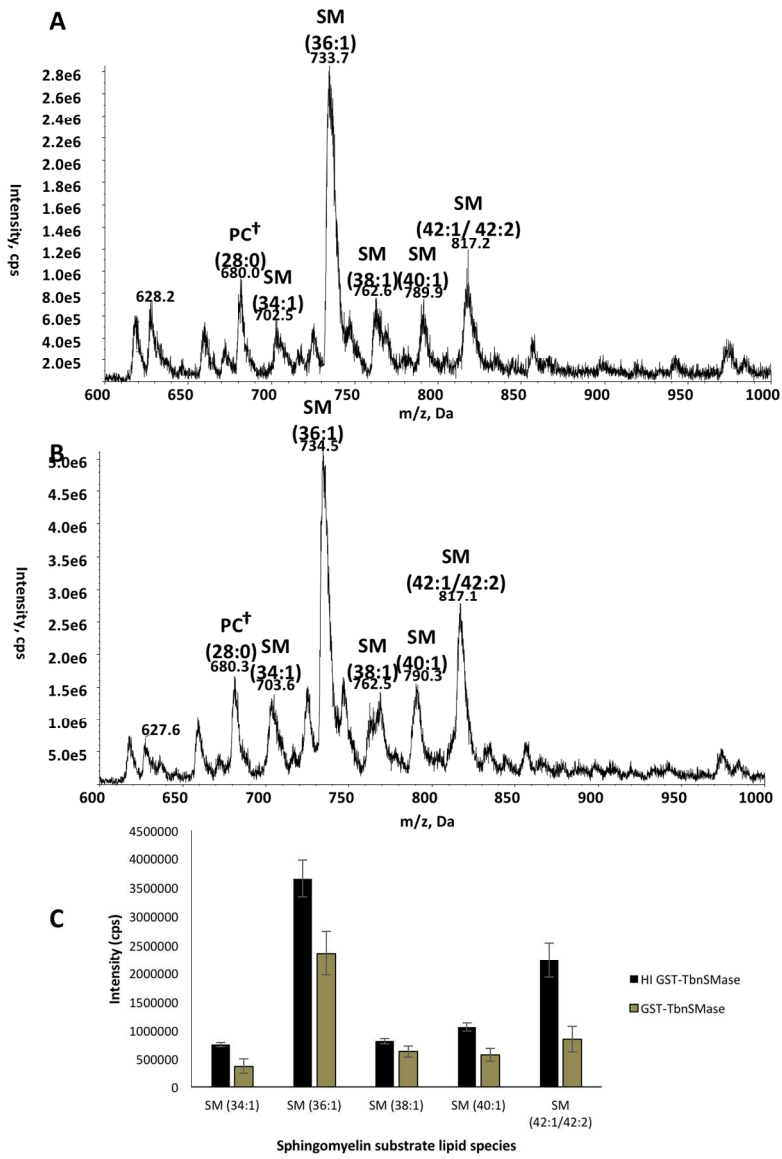 A
SM
(36:1)
733.7
2.8e6
2.6e6
2.4e6
2.2e6
2.0e6
1.8e6
1.6e6
1.4e6
1.2e6
1.0e6
8.0e5
6.0e5
4.0e5
2.0e5
Intensity, cps
628.2
PC†
(28:0)
680.0
SM
(34:1)
702.5
SM
(38:1)
762.6
SM
(40:1)
789.9
SM
(42:1/ 42:2)
817.2
600 650 700 750 800 850 900 950 1000
m/z, Da
B
SM
(36:1)
734.5
5.0e6
4.5e6
4.0e6
3.5e6
3.0e6
2.5e6
2.0e6
1.5e6
1.0e6
5.0e5
Intensity, cps
627.6
PC†
(28:0)
680.3
SM
(34:1)
703.6
SM
(38:1)
762.5
SM
(40:1)
790.3
SM
(42:1/42:2)
817.1
600 650 700 750 800 850 900 950 1000
m/z, Da
C
4500000
4000000
3500000
3000000
2500000
2000000
1500000
1000000
500000
0
Intensity (cps)
HI GST-TbnSMase
GST-TbnSMase
SM (34:1) SM (36:1) SM (38:1) SM (40:1) SM
(42:1/42:2)
Sphingomyelin substrate lipid species